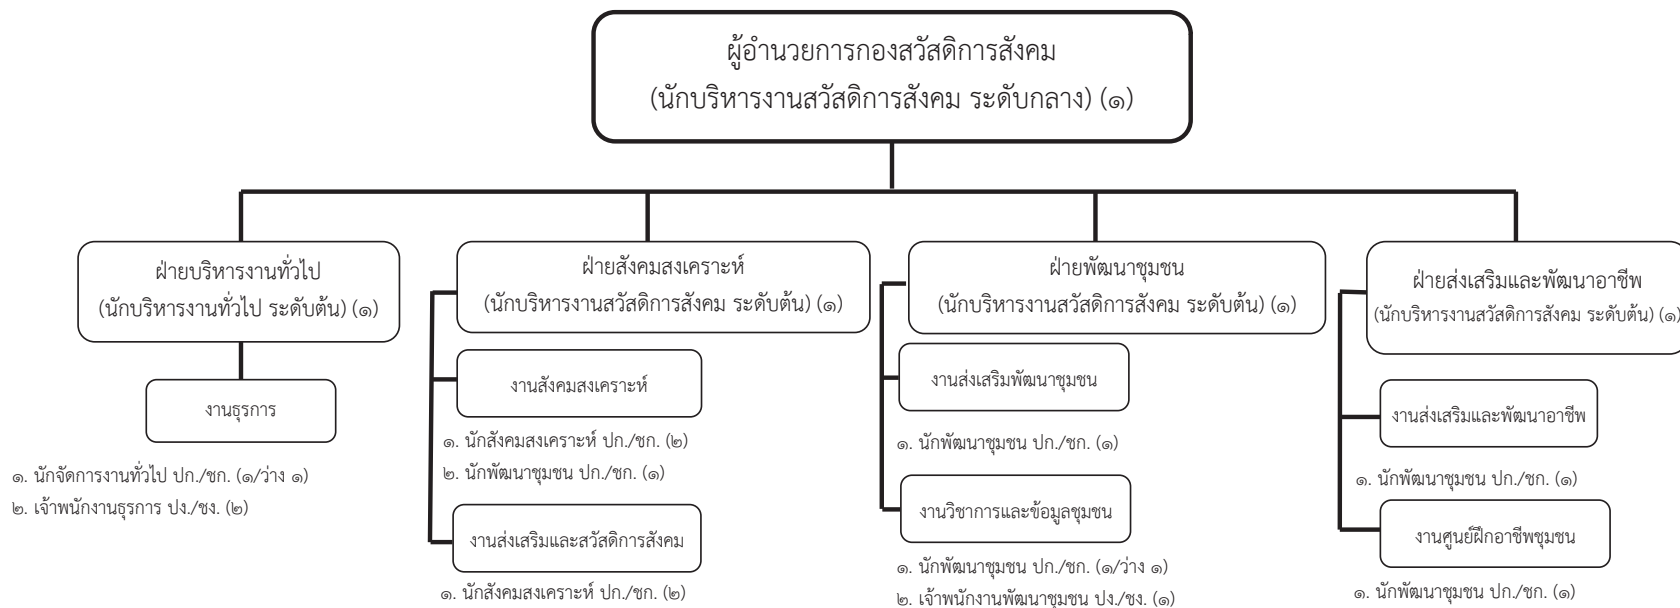 ผู้อำนวยการกองสวัสดิการสังคม
(นักบริหารงานสวัสดิการสังคม ระดับกลาง) (๑)
ฝ่ายบริหารงานทั่วไป
(นักบริหารงานทั่วไป ระดับต้น) (๑)
งานธุรการ
๑. นักจัดการงานทั่วไป ปก./ชก. (๑/ว่าง ๑)
๒. เจ้าพนักงานธุรการ ปง./ชง. (๒)
ฝ่ายสังคมสงเคราะห์
(นักบริหารงานสวัสดิการสังคม ระดับต้น) (๑)
งานสังคมสงเคราะห์
๑. นักสังคมสงเคราะห์ ปก./ชก. (๒)
๒. นักพัฒนาชุมชน ปก./ชก. (๑)
งานส่งเสริมและสวัสดิการสังคม
๑. นักสังคมสงเคราะห์ ปก./ชก. (๒)
ฝ่ายพัฒนาชุมชน
(นักบริหารงานสวัสดิการสังคม ระดับต้น) (๑)
งานส่งเสริมพัฒนาชุมชน
๑. นักพัฒนาชุมชน ปก./ชก. (๑)
งานวิชาการและข้อมูลชุมชน
๑. นักพัฒนาชุมชน ปก./ชก. (๑/ว่าง ๑)
๒. เจ้าพนักงานพัฒนาชุมชน ปง./ชง. (๑)
ฝ่ายส่งเสริมและพัฒนาอาชีพ
(นักบริหารงานสวัสดิการสังคม ระดับต้น) (๑)
งานส่งเสริมและพัฒนาอาชีพ
๑. นักพัฒนาชุมชน ปก./ชก. (๑)
งานศูนย์ฝึกอาชีพชุมชน
๑. นักพัฒนาชุมชน ปก./ชก. (๑)